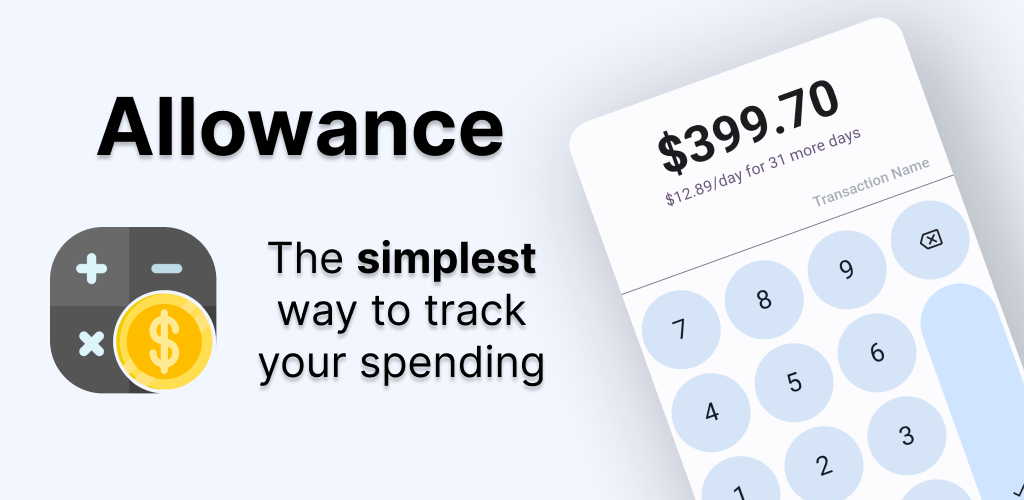 Allowance
The simplest
way to track
your spending
$399.70
$12.89/day for 31 more days
Transaction Name
7 8 9
4 5 6
1 2 3